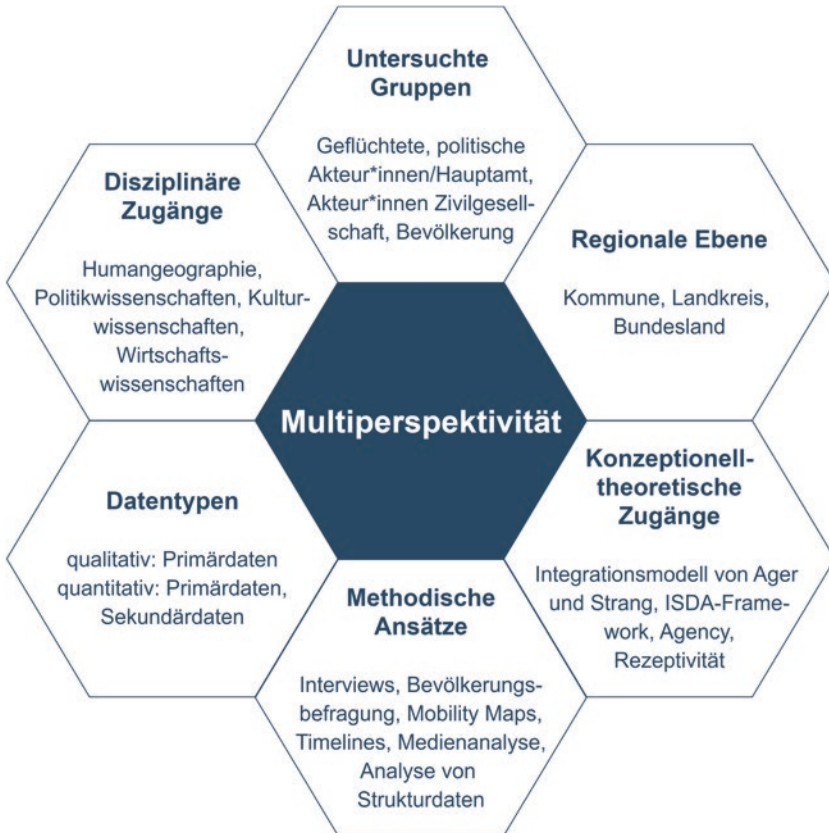 Untersuchte
Gruppen
Geflüchtete, politische
Akteur*innen/Hauptamt,
Akteur*innen Zivilgesell-
schaft, Bevölkerung
Disziplinäre
Zugänge
Humangeographie,
Politikwissenschaften, Kultur-
wissenschaften,
Wirtschafts-
wissenschaften
Regionale Ebene
Kommune, Landkreis,
Bundesland
Multiperspektivität
Datentypen
qualitativ: Primärdaten
quantitativ: Primärdaten,
Sekundärdaten
Konzeptionell-
theoretische
Zugänge
Integrationsmodell von Ager
und Strang, ISDA-Frame-
work, Agency,
Rezeptivität
Methodische
Ansätze
Interviews, Bevölkerungs-
befragung, Mobility Maps,
Timelines, Medienanalyse,
Analyse von
Strukturdaten